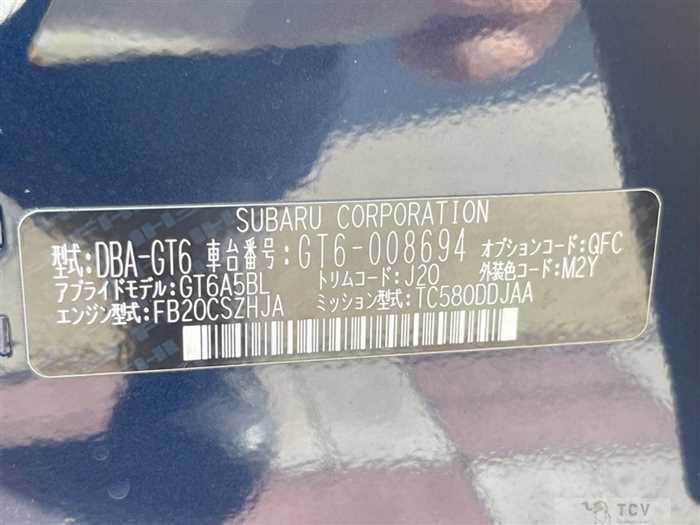 SUBARU CORPORATION
型式:DBA-GT6 車台番号:GT6-008694 オプションコード:QFC
アプライドモデル:GT6A5BL トリムコード:J20 外装色コード:M2Y
エンジン型式:FB20CSZHJA ミッション型式:TC580DDJAA
TCV